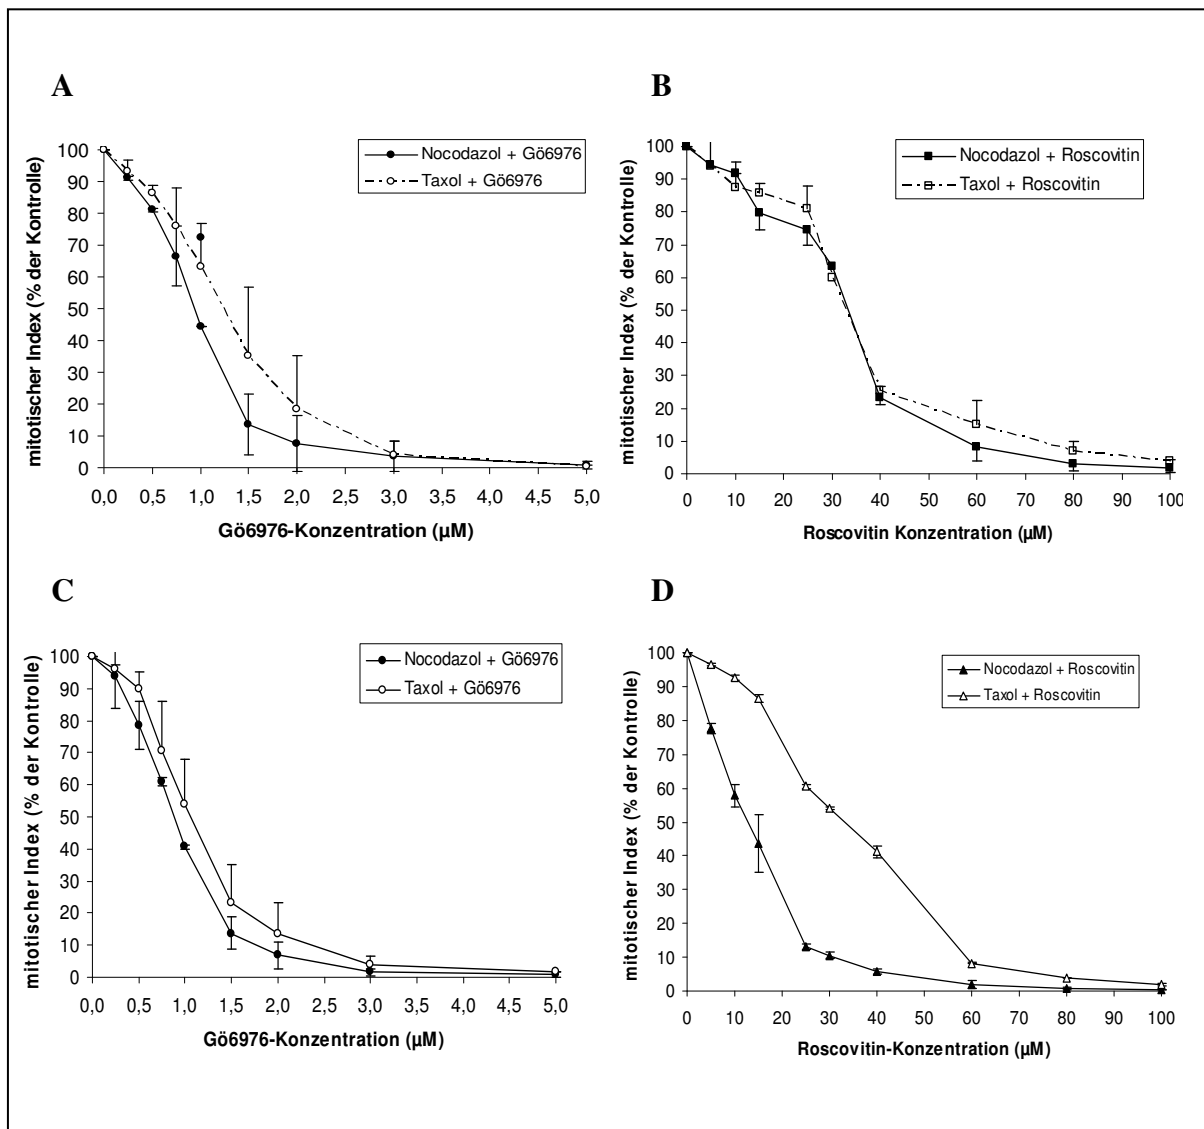 A
mitotischer Index (% der Kontrolle)
100
90
80
70
60
50
40
30
20
10
0
Nocodazol + Gö6976
Taxol + Gö6976
0,0 0,5 1,0 1,5 2,0 2,5 3,0 3,5 4,0 4,5 5,0
Gö6976-Konzentration (µM)
B
mitotischer Index (% der Kontrolle)
100
90
80
70
60
50
40
30
20
10
0
Nocodazol + Roscovitin
Taxol + Roscovitin
0 10 20 30 40 50 60 70 80 90 100
Roscovitin Konzentration (µM)
C
mitotischer Index (% der Kontrolle)
100
90
80
70
60
50
40
30
20
10
0
Nocodazol + Gö6976
Taxol + Gö6976
0,0 0,5 1,0 1,5 2,0 2,5 3,0 3,5 4,0 4,5 5,0
Gö6976-Konzentration (µM)
D
mitotischer Index (% der Kontrolle)
100
90
80
70
60
50
40
30
20
10
0
Nocodazol + Roscovitin
Taxol + Roscovitin
0 10 20 30 40 50 60 70 80 90 100
Roscovitin-Konzentration (µM)